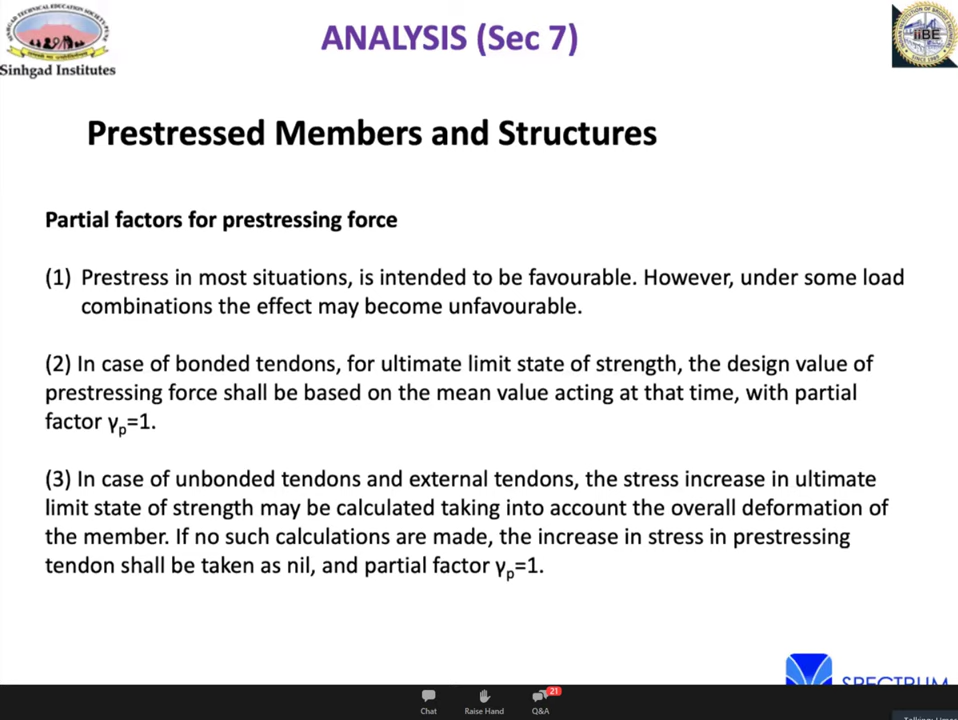 ANALYSIS (Sec 7)
Sinhgad Institutes
IIBE
Prestressed Members and Structures
Partial factors for prestressing force
(1) Prestress in most situations, is intended to be favourable. However, under some load
combinations the effect may become unfavourable.
(2) In case of bonded tendons, for ultimate limit state of strength, the design value of
prestressing force shall be based on the mean value acting at that time, with partial
factor γp=1.
(3) In case of unbonded tendons and external tendons, the stress increase in ultimate
limit state of strength may be calculated taking into account the overall deformation of
the member. If no such calculations are made, the increase in stress in prestressing
tendon shall be taken as nil, and partial factor γp=1.
SPECTRUM
21
Chat
Raise Hand
Q&A
Talking: